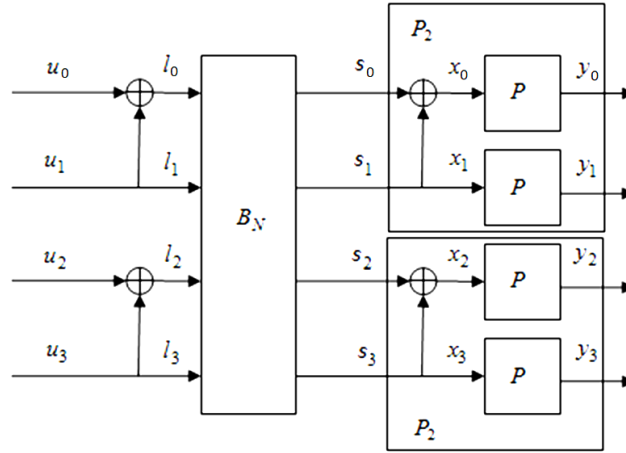 P₂
u₀ l₀ s₀ x₀ P y₀
u₁ l₁ s₁ x₁ P y₁
B_N
u₂ l₂ s₂ x₂ P y₂
u₃ l₃ s₃ x₃ P y₃
P₂